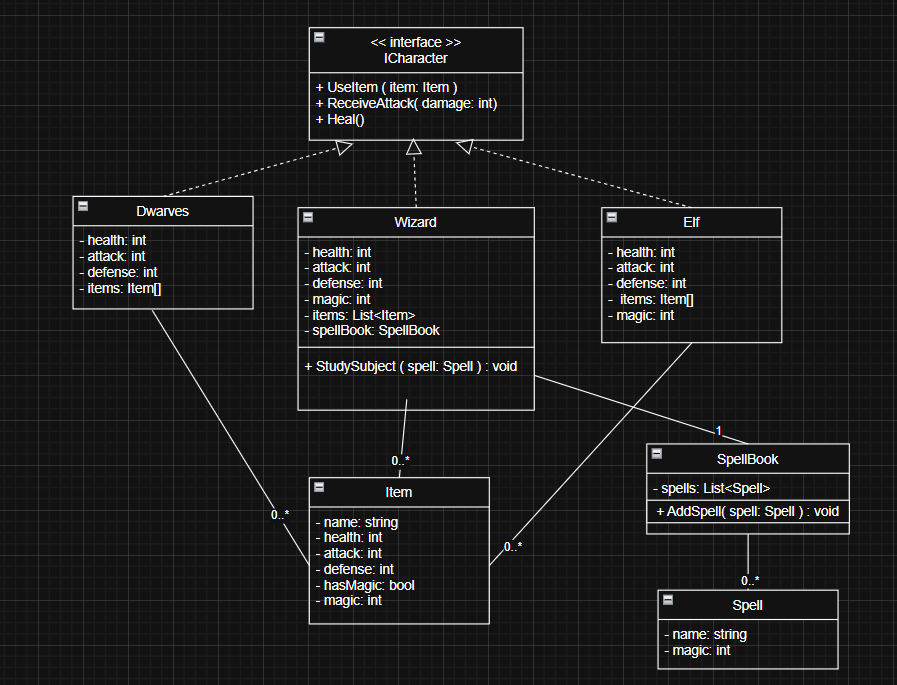 << interface >>
ICharacter
+ UseItem ( item: Item )
+ ReceiveAttack( damage: int)
+ Heal()
Dwarves
- health: int
- attack: int
- defense: int
- items: Item[]
Wizard
- health: int
- attack: int
- defense: int
- magic: int
- items: List<Item>
- spellBook: SpellBook
+ StudySubject ( spell: Spell ) : void
Elf
- health: int
- attack: int
- defense: int
- items: Item[]
- magic: int
1
0..*
0..*
0..*
Item
- name: string
- health: int
- attack: int
- defense: int
- hasMagic: bool
- magic: int
SpellBook
- spells: List<Spell>
+ AddSpell( spell: Spell ) : void
0..*
Spell
- name: string
- magic: int